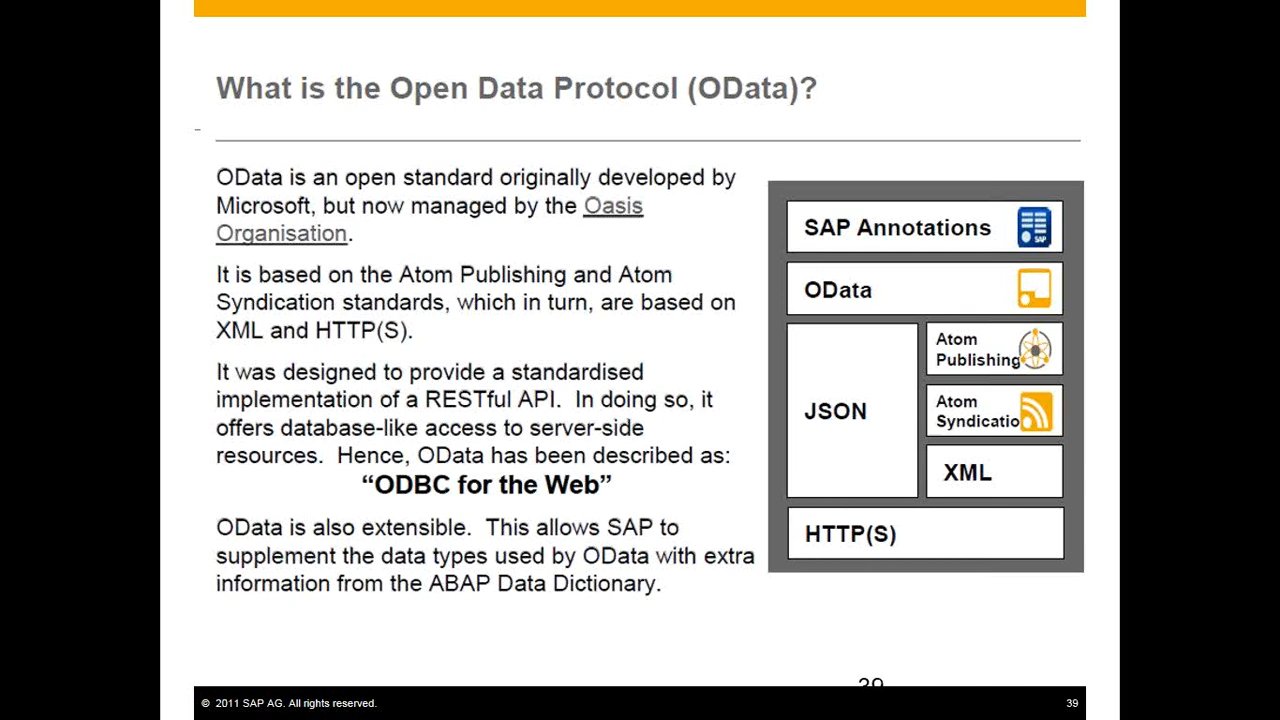 What is the Open Data Protocol (OData)?
OData is an open standard originally developed by
Microsoft, but now managed by the Oasis
Organisation.
It is based on the Atom Publishing and Atom
Syndication standards, which in turn, are based on
XML and HTTP(S).
It was designed to provide a standardised
implementation of a RESTful API.  In doing so, it
offers database-like access to server-side
resources.  Hence, OData has been described as:
“ODBC for the Web”
OData is also extensible.  This allows SAP to
supplement the data types used by OData with extra
information from the ABAP Data Dictionary.
SAP Annotations
SAP
OData
JSON
Atom
Publishing
Atom
Syndicatio
XML
HTTP(S)
39
© 2011 SAP AG. All rights reserved.
39